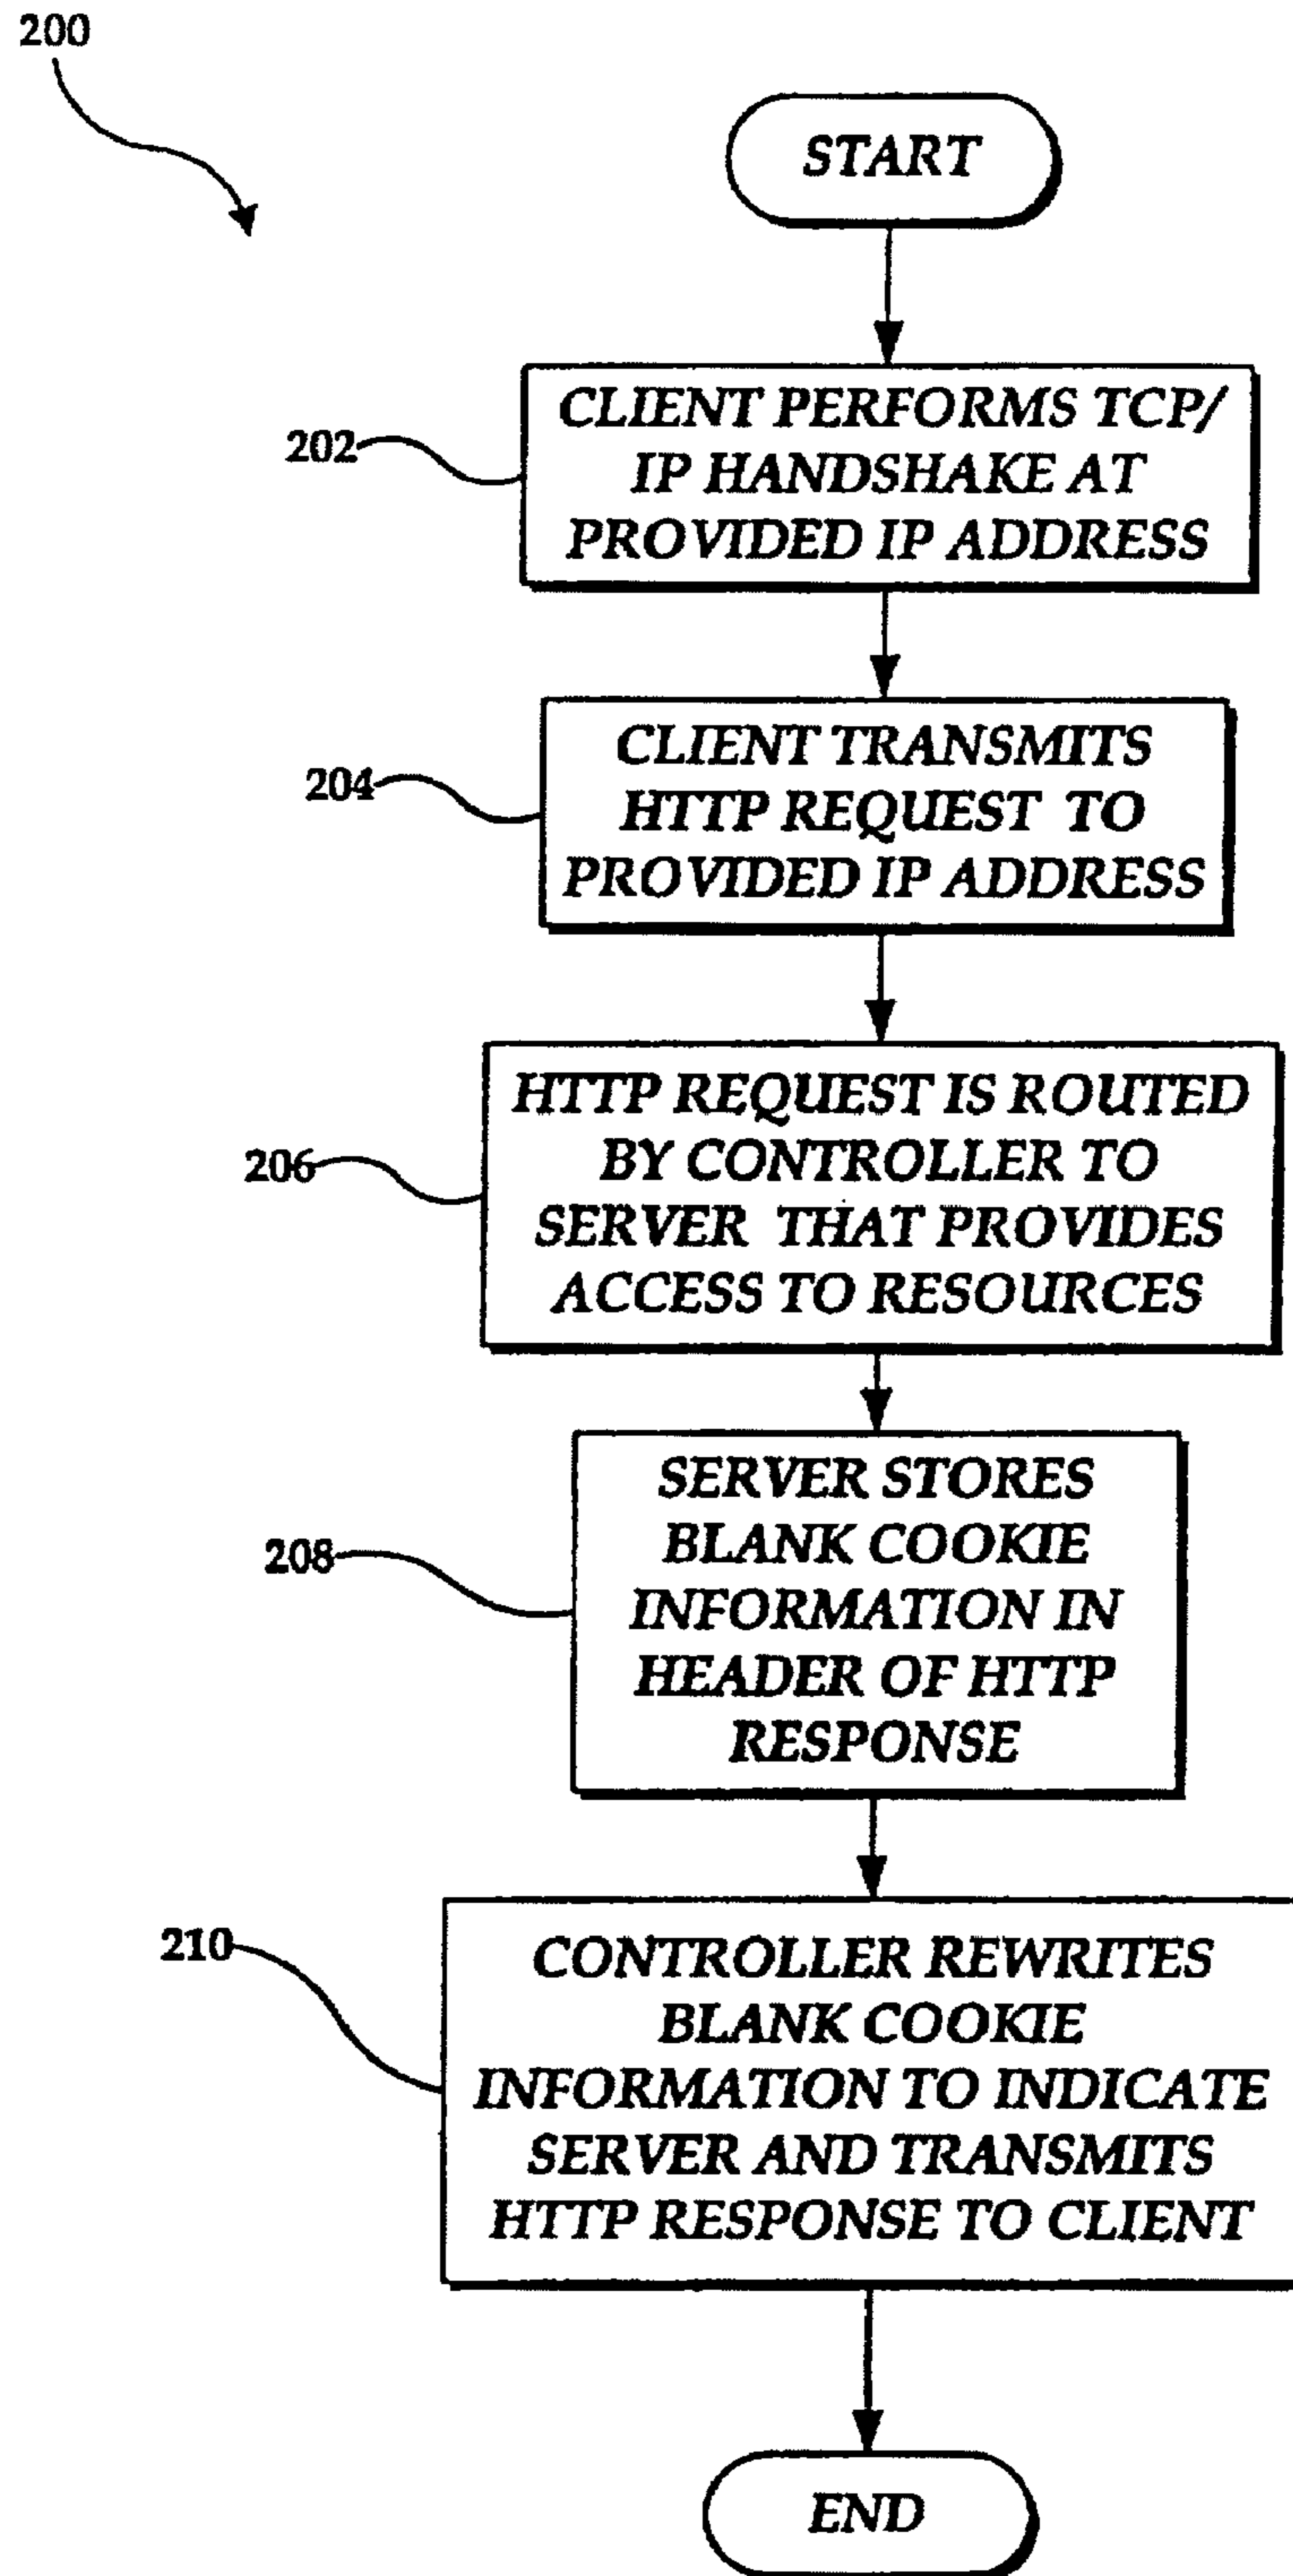 200
START
202
CLIENT PERFORMS TCP/
IP HANDSHAKE AT
PROVIDED IP ADDRESS
204
CLIENT TRANSMITS
HTTP REQUEST TO
PROVIDED IP ADDRESS
206
HTTP REQUEST IS ROUTED
BY CONTROLLER TO
SERVER THAT PROVIDES
ACCESS TO RESOURCES
208
SERVER STORES
BLANK COOKIE
INFORMATION IN
HEADER OF HTTP
RESPONSE
210
CONTROLLER REWRITES
BLANK COOKIE
INFORMATION TO INDICATE
SERVER AND TRANSMITS
HTTP RESPONSE TO CLIENT
END